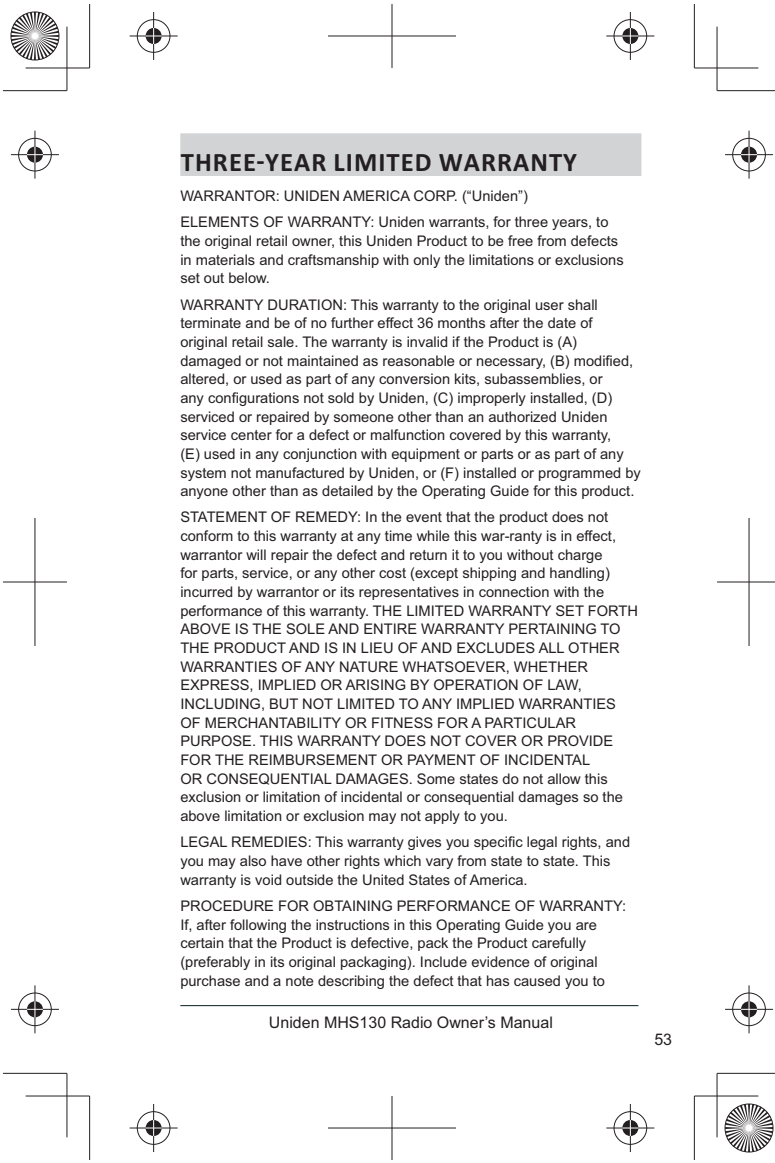 THREE-YEAR LIMITED WARRANTY
WARRANTOR: UNIDEN AMERICA CORP. (“Uniden”)
ELEMENTS OF WARRANTY: Uniden warrants, for three years, to
the original retail owner, this Uniden Product to be free from defects
in materials and craftsmanship with only the limitations or exclusions
set out below.
WARRANTY DURATION: This warranty to the original user shall
terminate and be of no further effect 36 months after the date of
original retail sale. The warranty is invalid if the Product is (A)
damaged or not maintained as reasonable or necessary, (B) modified,
altered, or used as part of any conversion kits, subassemblies, or
any configurations not sold by Uniden, (C) improperly installed, (D)
serviced or repaired by someone other than an authorized Uniden
service center for a defect or malfunction covered by this warranty,
(E) used in any conjunction with equipment or parts or as part of any
system not manufactured by Uniden, or (F) installed or programmed by
anyone other than as detailed by the Operating Guide for this product.
STATEMENT OF REMEDY: In the event that the product does not
conform to this warranty at any time while this war-ranty is in effect,
warrantor will repair the defect and return it to you without charge
for parts, service, or any other cost (except shipping and handling)
incurred by warrantor or its representatives in connection with the
performance of this warranty. THE LIMITED WARRANTY SET FORTH
ABOVE IS THE SOLE AND ENTIRE WARRANTY PERTAINING TO
THE PRODUCT AND IS IN LIEU OF AND EXCLUDES ALL OTHER
WARRANTIES OF ANY NATURE WHATSOEVER, WHETHER
EXPRESS, IMPLIED OR ARISING BY OPERATION OF LAW,
INCLUDING, BUT NOT LIMITED TO ANY IMPLIED WARRANTIES
OF MERCHANTABILITY OR FITNESS FOR A PARTICULAR
PURPOSE. THIS WARRANTY DOES NOT COVER OR PROVIDE
FOR THE REIMBURSEMENT OR PAYMENT OF INCIDENTAL
OR CONSEQUENTIAL DAMAGES. Some states do not allow this
exclusion or limitation of incidental or consequential damages so the
above limitation or exclusion may not apply to you.
LEGAL REMEDIES: This warranty gives you specific legal rights, and
you may also have other rights which vary from state to state. This
warranty is void outside the United States of America.
PROCEDURE FOR OBTAINING PERFORMANCE OF WARRANTY:
If, after following the instructions in this Operating Guide you are
certain that the Product is defective, pack the Product carefully
(preferably in its original packaging). Include evidence of original
purchase and a note describing the defect that has caused you to
Uniden MHS130 Radio Owner’s Manual
53